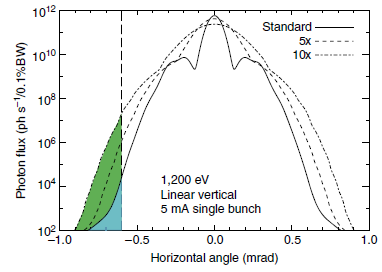 10¹²
10¹⁰
10⁸
10⁶
10⁴
10²
Photon flux (ph s⁻¹/0.1%BW)
Standard
5x
10x
1,200 eV
Linear vertical
5 mA single bunch
−1.0 −0.5 0.0 0.5 1.0
Horizontal angle (mrad)